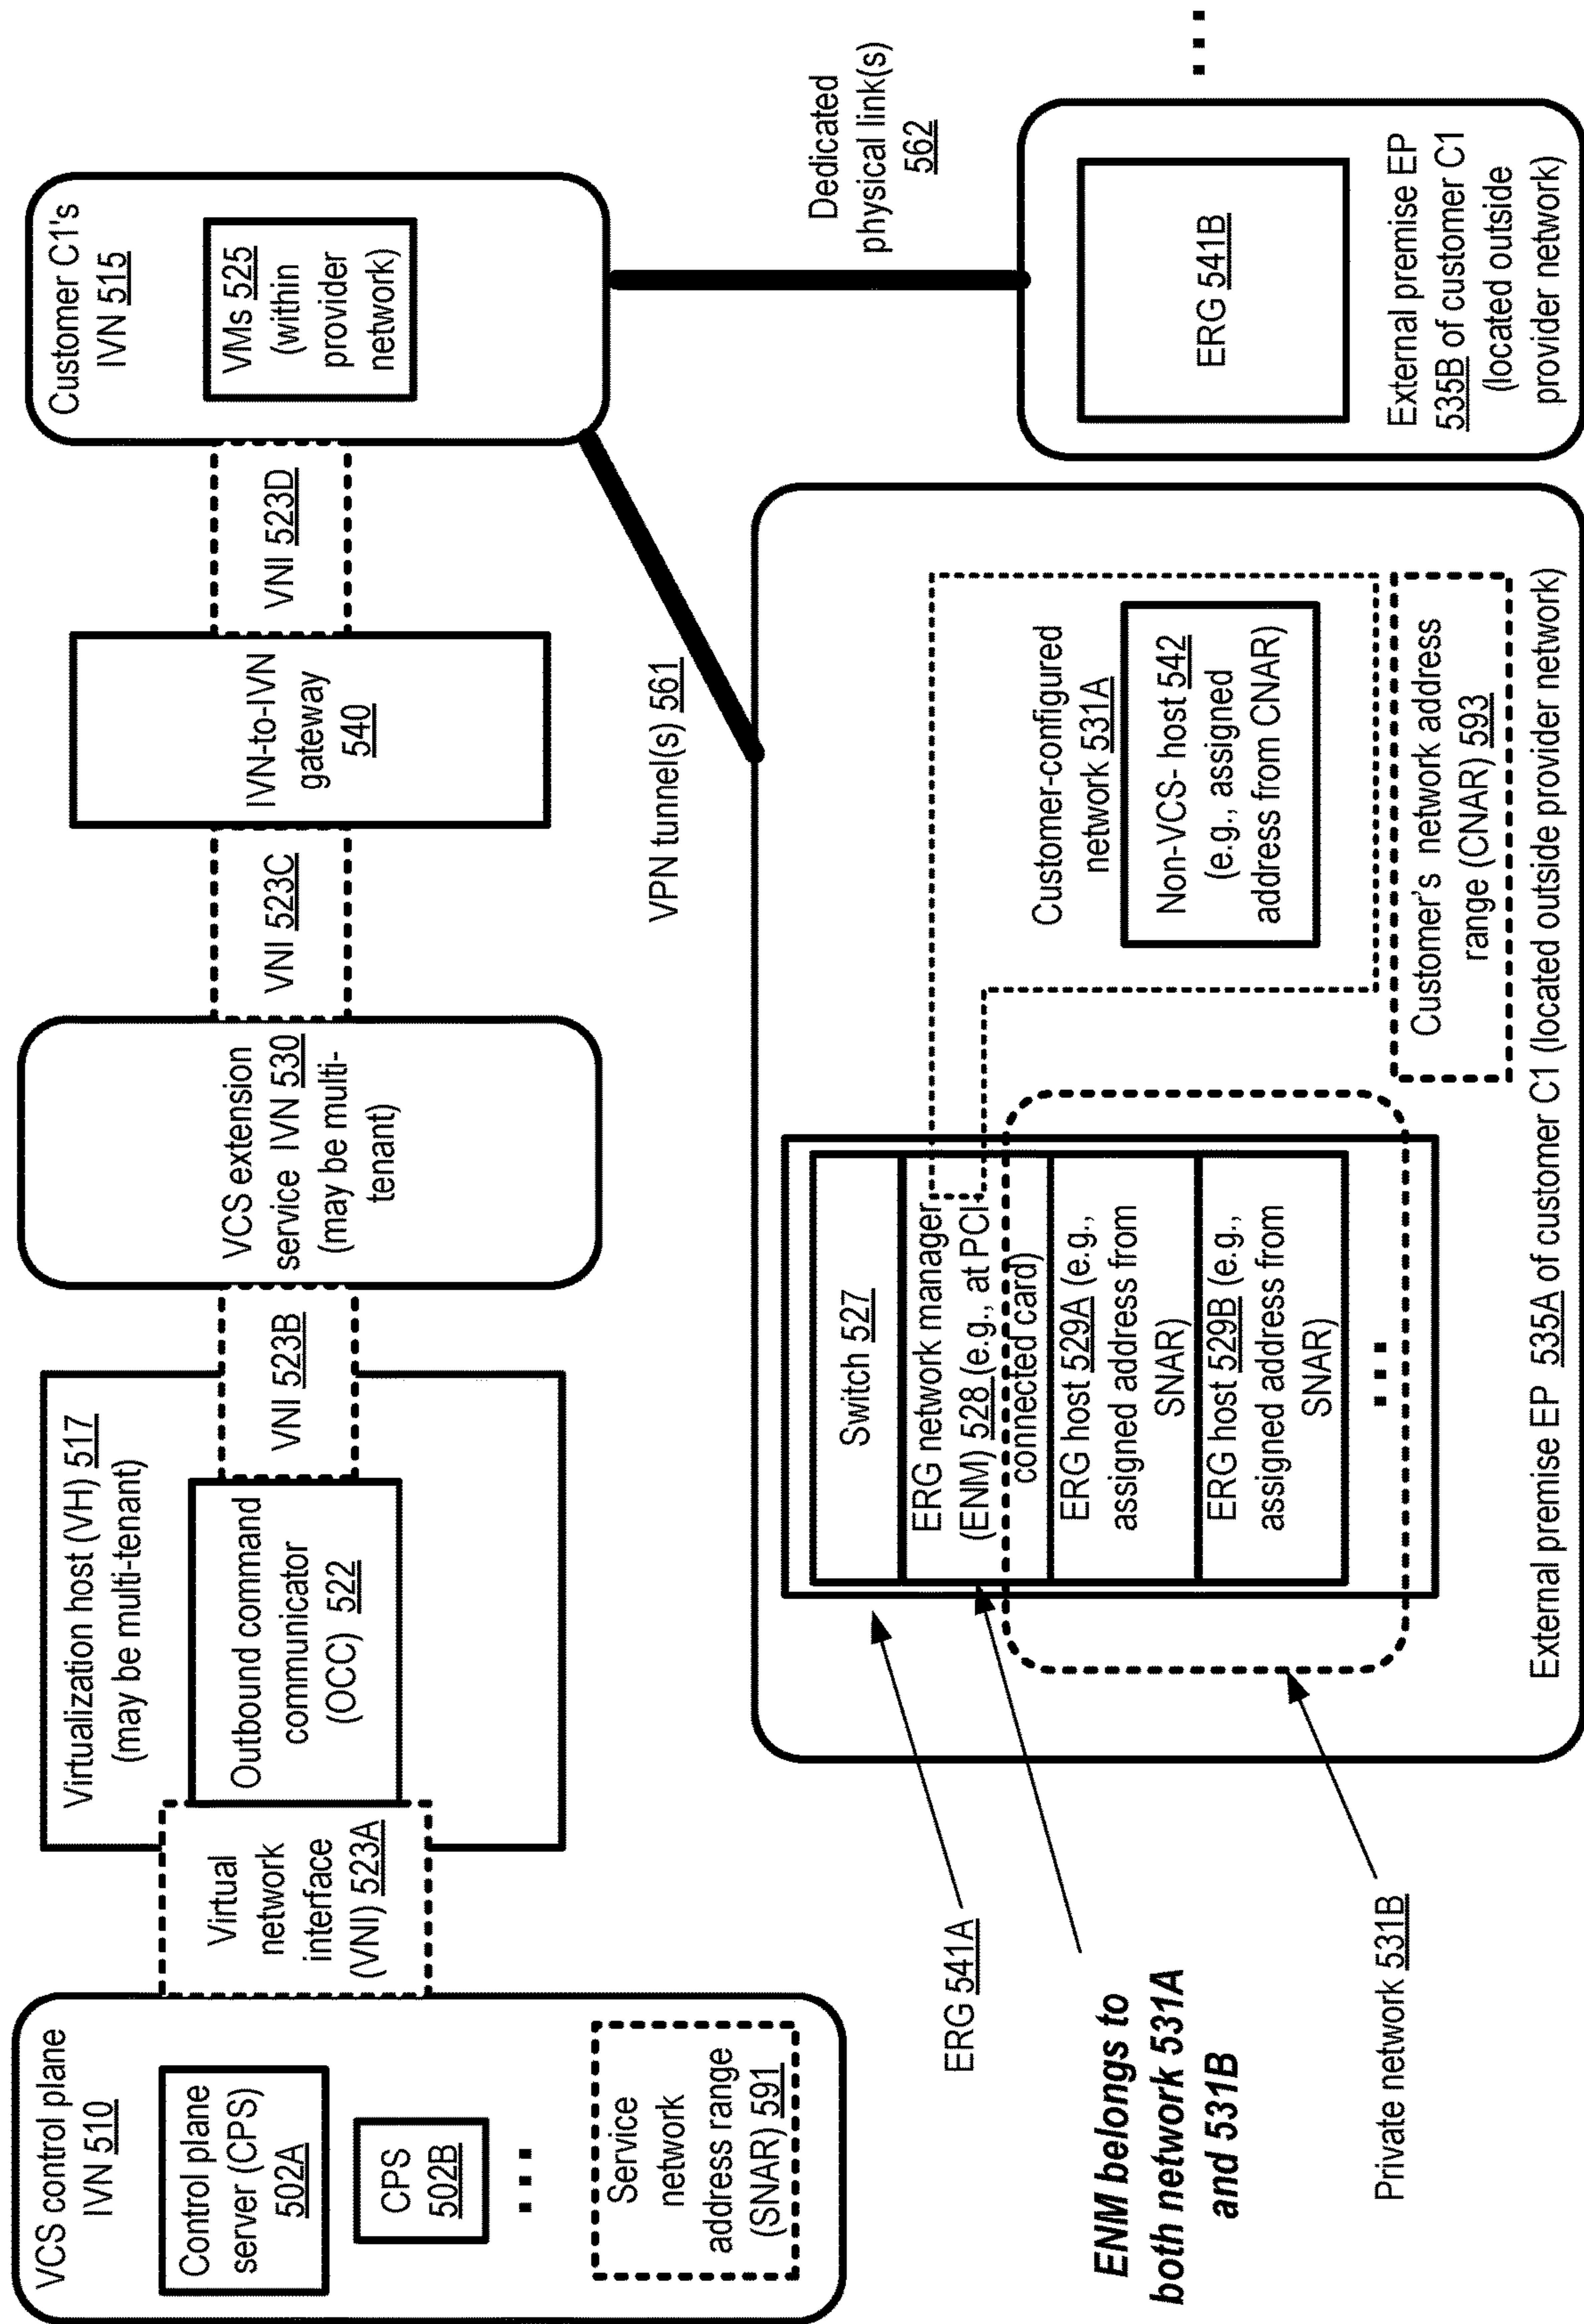 VCS control plane
IVN 510
Control plane
server (CPS)
502A
CPS
502B
Service
network
address range
(SNAR) 591
Virtual
network
interface
(VNI) 523A
Virtualization host (VH) 517
(may be multi-tenant)
Outbound command
communicator
(OCC) 522
VNI 523B
VCS extension
service IVN 530
(may be multi-
tenant)
VNI 523C
IVN-to-IVN
gateway
540
VNI 523D
Customer C1's
IVN 515
VMs 525
(within
provider
network)
VPN tunnel(s) 561
Dedicated
physical link(s)
562
ERG 541A
ENM belongs to
both network 531A
and 531B
Private network 531B
Switch 527
ERG network manager
(ENM) 528 (e.g., at PCI-
connected card)
ERG host 529A (e.g.,
assigned address from
SNAR)
ERG host 529B (e.g.,
assigned address from
SNAR)
Customer-configured
network 531A
Non-VCS- host 542
(e.g., assigned
address from CNAR)
Customer’s network address
range (CNAR) 593
External premise EP 535A of customer C1 (located outside provider network)
ERG 541B
External premise EP
535B of customer C1
(located outside
provider network)